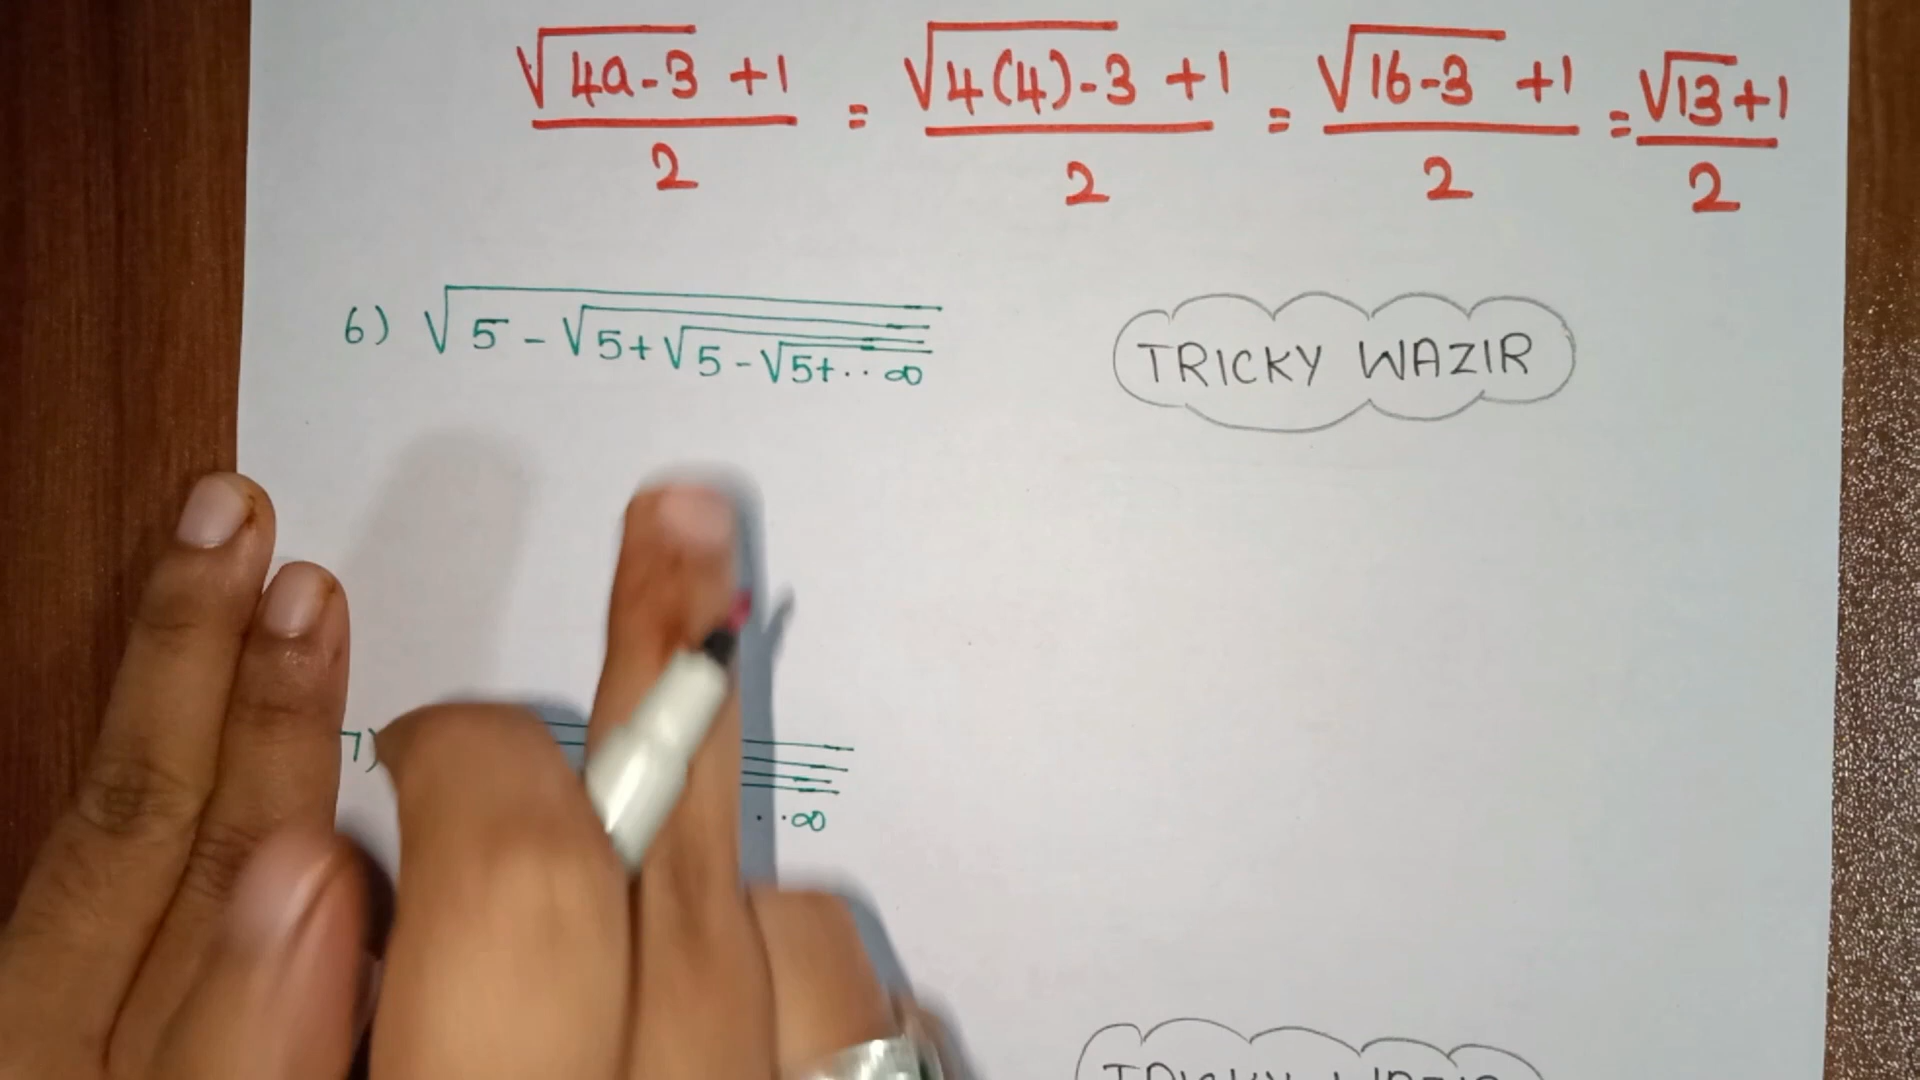 √4a-3 +1 / 2 = √4(4)-3 +1 / 2 = √16-3 +1 / 2 = √13+1 / 2
6) √5-√5+√5-√5+..∞
TRICKY WAZIR
7) ..∞